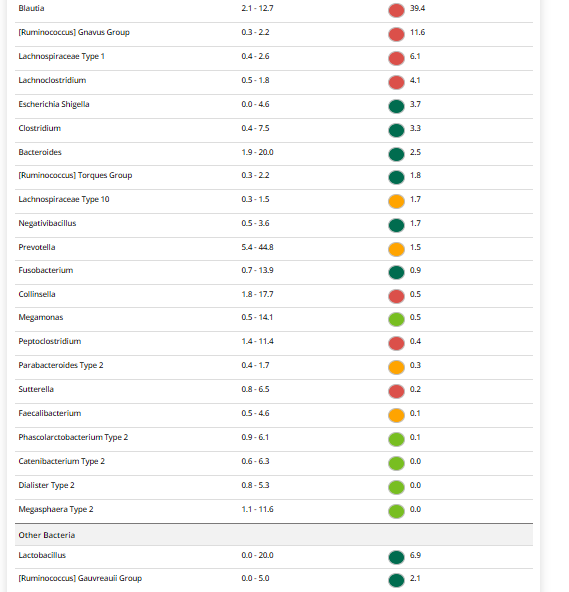 Blautia 2.1 - 12.7 39.4
[Ruminococcus] Gnavus Group 0.3 - 2.2 11.6
Lachnospiraceae Type 1 0.4 - 2.6 6.1
Lachnoclostridium 0.5 - 1.8 4.1
Escherichia Shigella 0.0 - 4.6 3.7
Clostridium 0.4 - 7.5 3.3
Bacteroides 1.9 - 20.0 2.5
[Ruminococcus] Torques Group 0.3 - 2.2 1.8
Lachnospiraceae Type 10 0.3 - 1.5 1.7
Negativibacillus 0.5 - 3.6 1.7
Prevotella 5.4 - 44.8 1.5
Fusobacterium 0.7 - 13.9 0.9
Collinsella 1.8 - 17.7 0.5
Megamonas 0.5 - 14.1 0.5
Peptoclostridium 1.4 - 11.4 0.4
Parabacteroides Type 2 0.4 - 1.7 0.3
Sutterella 0.8 - 6.5 0.2
Faecalibacterium 0.5 - 4.6 0.1
Phascolarctobacterium Type 2 0.9 - 6.1 0.1
Catenibacterium Type 2 0.6 - 6.3 0.0
Dialister Type 2 0.8 - 5.3 0.0
Megasphaera Type 2 1.1 - 11.6 0.0
Other Bacteria
Lactobacillus 0.0 - 20.0 6.9
[Ruminococcus] Gauvreauii Group 0.0 - 5.0 2.1